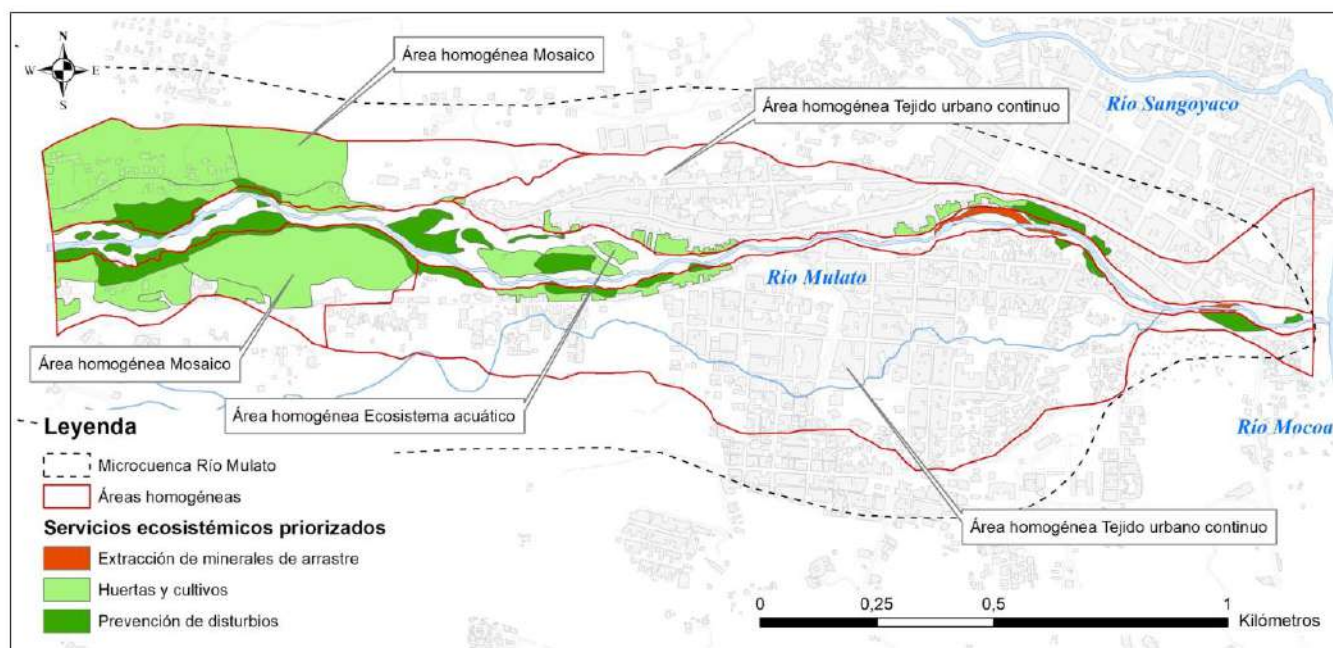 N
W E
S
Área homogénea Mosaico
Área homogénea Tejido urbano continuo
Río Sangoyaco
Río Mulato
Área homogénea Mosaico
Área homogénea Ecosistema acuático
Río Mocoa
Área homogénea Tejido urbano continuo
Leyenda
Microcuenca Río Mulato
Áreas homogéneas
Servicios ecosistémicos priorizados
Extracción de minerales de arrastre
Huertas y cultivos
Prevención de disturbios
0 0,25 0,5 1
Kilómetros